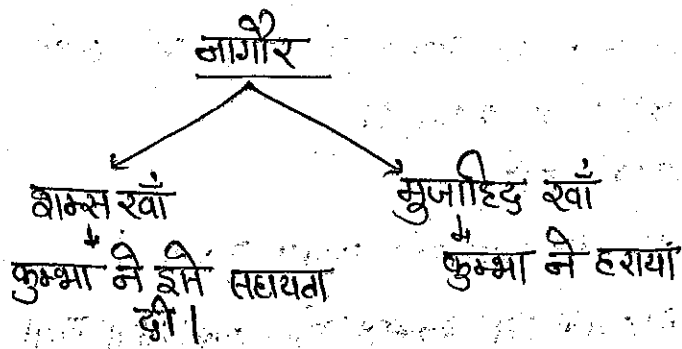 नागौर
शम्स खाँ
मुजाहिद खाँ
कुम्भा ने इसे सहायता
दी।
कुम्भा ने हराया